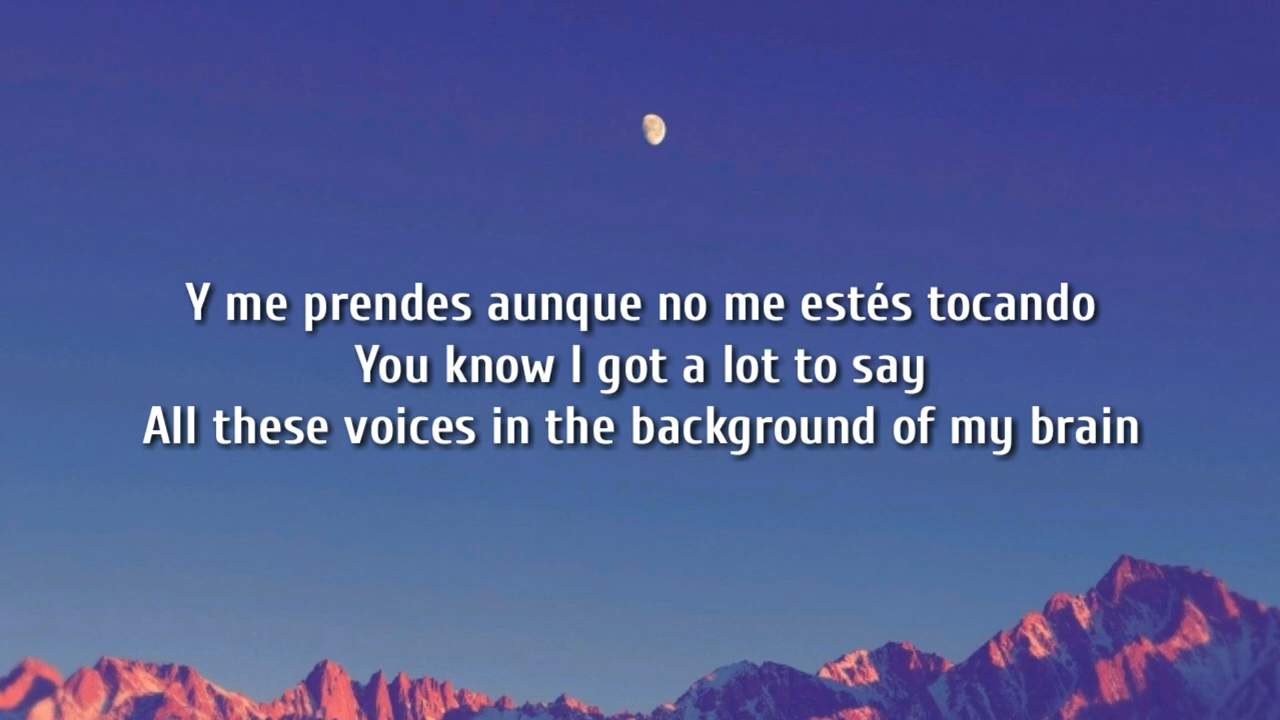 Y me prendes aunque no me estés tocando
You know I got a lot to say
All these voices in the background of my brain